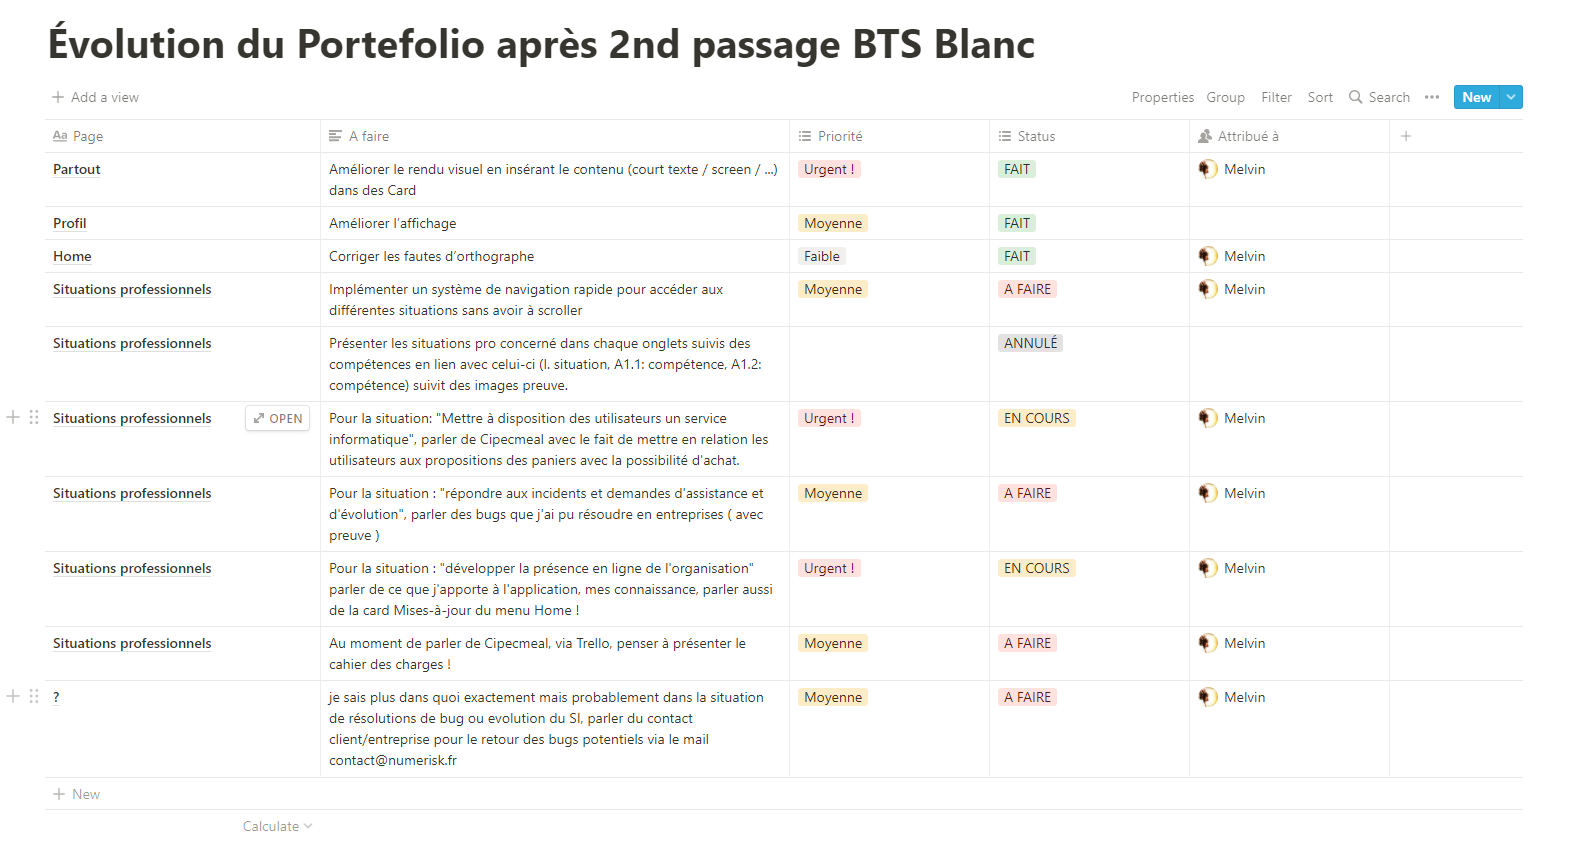 Évolution du Portefolio après 2nd passage BTS Blanc
Add a view
Properties Group Filter Sort Search New
Aa Page A faire Priorité Status Attribué à
Partout Améliorer le rendu visuel en insérant le contenu (court texte / screen / ...) Urgent ! FAIT Melvin
dans des Card
Profil Améliorer l’affichage Moyenne FAIT
Home Corriger les fautes d’orthographe Faible FAIT Melvin
Situations professionnels Implémenter un système de navigation rapide pour accéder aux Moyenne A FAIRE Melvin
différentes situations sans avoir à scroller
Situations professionnels Présenter les situations pro concerné dans chaque onglets suivis des ANNULÉ
compétences en lien avec celui-ci (I. situation, A1.1: compétence, A1.2:
compétence) suivit des images preuve.
Situations professionnels OPEN Pour la situation: "Mettre à disposition des utilisateurs un service Urgent ! EN COURS Melvin
informatique", parler de Cipecmeal avec le fait de mettre en relation les
utilisateurs aux propositions des paniers avec la possibilité d'achat.
Situations professionnels Pour la situation : "répondre aux incidents et demandes d'assistance et Moyenne A FAIRE Melvin
d'évolution", parler des bugs que j'ai pu résoudre en entreprises ( avec
preuve )
Situations professionnels Pour la situation : "développer la présence en ligne de l'organisation" Urgent ! EN COURS Melvin
parler de ce que j'apporte à l'application, mes connaissance, parler aussi
de la card Mises-à-jour du menu Home !
Situations professionnels Au moment de parler de Cipecmeal, via Trello, penser à présenter le Moyenne A FAIRE Melvin
cahier des charges !
? je sais plus dans quoi exactement mais probablement dans la situation Moyenne A FAIRE Melvin
de résolutions de bug ou evolution du SI, parler du contact
client/entreprise pour le retour des bugs potentiels via le mail
contact@numerisk.fr
New
Calculate